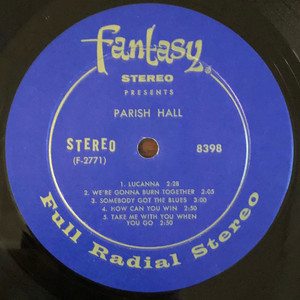 fantasy
STEREO
PRESENTS
PARISH HALL
STEREO
(F-2771)
8398
1. LUCANNA 2:28
2. WE'RE GONNA BURN TOGETHER 2:05
3. SOMEBODY GOT THE BLUES 3:00
4. HOW CAN YOU WIN 2:50
5. TAKE ME WITH YOU WHEN
YOU GO 2:50
Full Radial Stereo